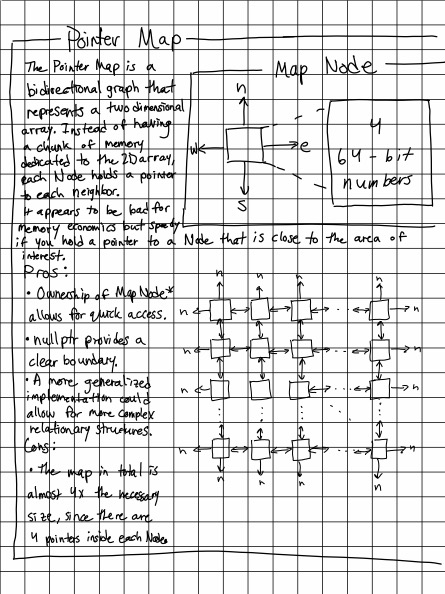 Pointer Map
The Pointer Map is a
bidirectional graph that
represents a two dimensional
array. Instead of having
a chunk of memory
dedicated to the 2D array,
each Node holds a pointer
to each neighbor.
It appears to be bad for
memory economics but speedy
if you hold a pointer to a Node that is close to the area of
interest.
Map Node
n
w
e
s
4
64-bit
numbers
Pros:
• Ownership of MapNode*
allows for quick access.
• nullptr provides a
clear boundary.
• A more generalized
implementation could
allow for more complex
relationary structures.
Cons:
• The map in total is
almost 4x the necessary
size, since there are
4 pointers inside each Node
n n n n
n n
n n
n
n n
n n n n